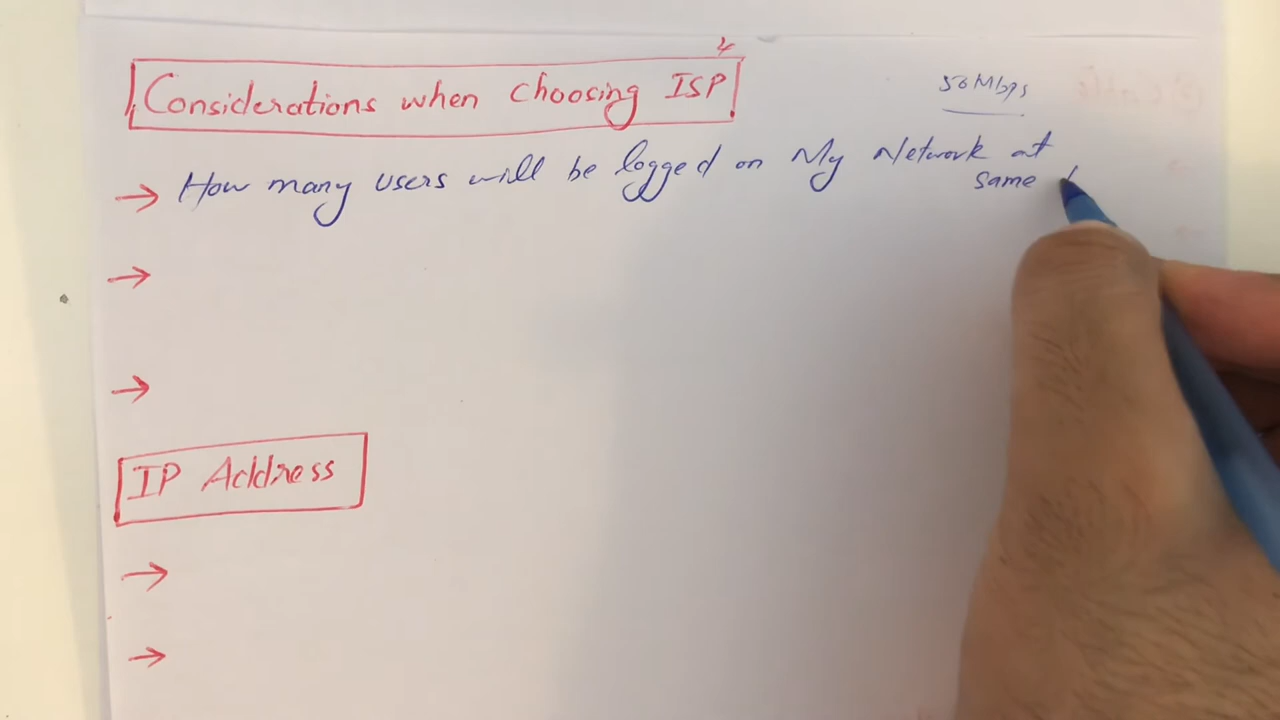 Considerations when choosing ISP
50Mbps
→ How many users will be logged on My Network at
same
→
→
IP Address
→
→